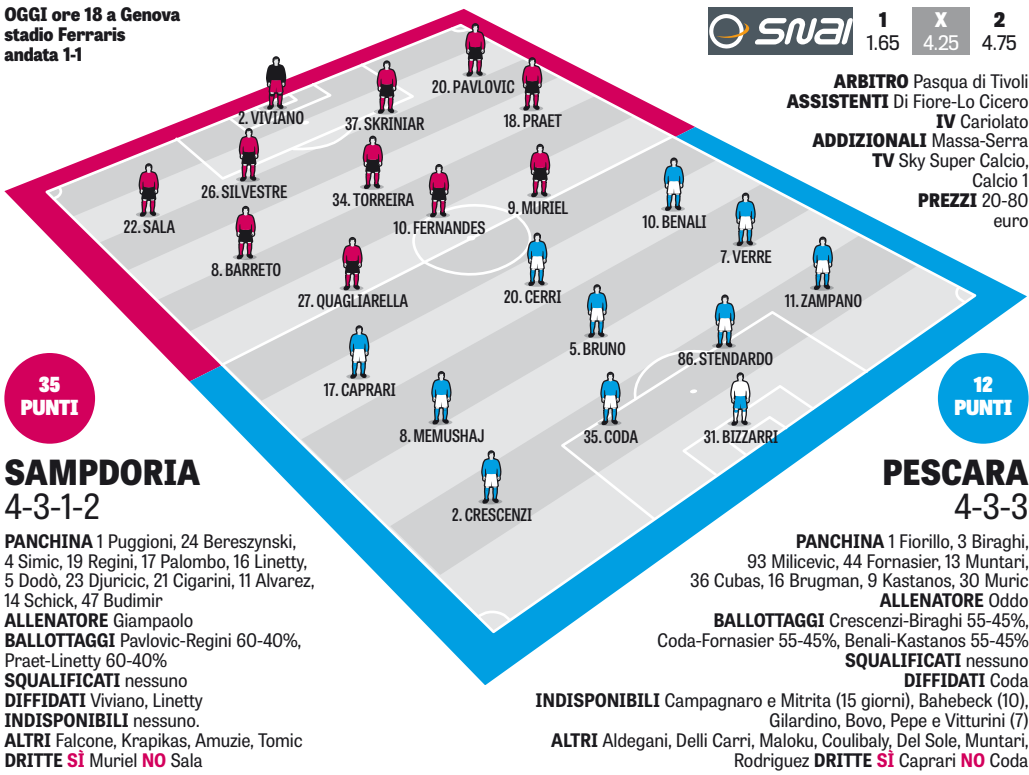 OGGI ore 18 a Genova
stadio Ferraris
andata 1-1
SNAI
1 X 2
1.65 4.25 4.75
ARBITRO Pasqua di Tivoli
ASSISTENTI Di Fiore-Lo Cicero
IV Cariolato
ADDIZIONALI Massa-Serra
TV Sky Super Calcio,
Calcio 1
PREZZI 20-80
euro
20. PAVLOVIC
2. VIVIANO
37. SKRINIAR
18. PRAET
26. SILVESTRE
34. TORREIRA
9. MURIEL
22. SALA
10. FERNANDES
10. BENALI
8. BARRETO
7. VERRE
27. QUAGLIARELLA
20. CERRI
11. ZAMPANO
5. BRUNO
86. STENDARDO
17. CAPRARI
8. MEMUSHAJ
35. CODA
31. BIZZARRI
2. CRESCENZI
35
PUNTI
SAMPDORIA
4-3-1-2
PANCHINA 1 Puggioni, 24 Bereszynski,
4 Simic, 19 Regini, 17 Palombo, 16 Linetty,
5 Dodò, 23 Djuricic, 21 Cigarini, 11 Alvarez,
14 Schick, 47 Budimir
ALLENATORE Giampaolo
BALLOTTAGGI Pavlovic-Regini 60-40%,
Praet-Linetty 60-40%
SQUALIFICATI nessuno
DIFFIDATI Viviano, Linetty
INDISPONIBILI nessuno.
ALTRI Falcone, Krapikas, Amuzie, Tomic
DRITTE SÌ Muriel NO Sala
12
PUNTI
PESCARA
4-3-3
PANCHINA 1 Fiorillo, 3 Biraghi,
93 Milicevic, 44 Fornasier, 13 Muntari,
36 Cubas, 16 Brugman, 9 Kastanos, 30 Muric
ALLENATORE Oddo
BALLOTTAGGI Crescenzi-Biraghi 55-45%,
Coda-Fornasier 55-45%, Benali-Kastanos 55-45%
SQUALIFICATI nessuno
DIFFIDATI Coda
INDISPONIBILI Campagnaro e Mitrita (15 giorni), Bahebeck (10),
Gilardino, Bovo, Pepe e Vitturini (7)
ALTRI Aldegani, Delli Carri, Maloku, Coulibaly, Del Sole, Muntari,
Rodriguez DRITTE SÌ Caprari NO Coda